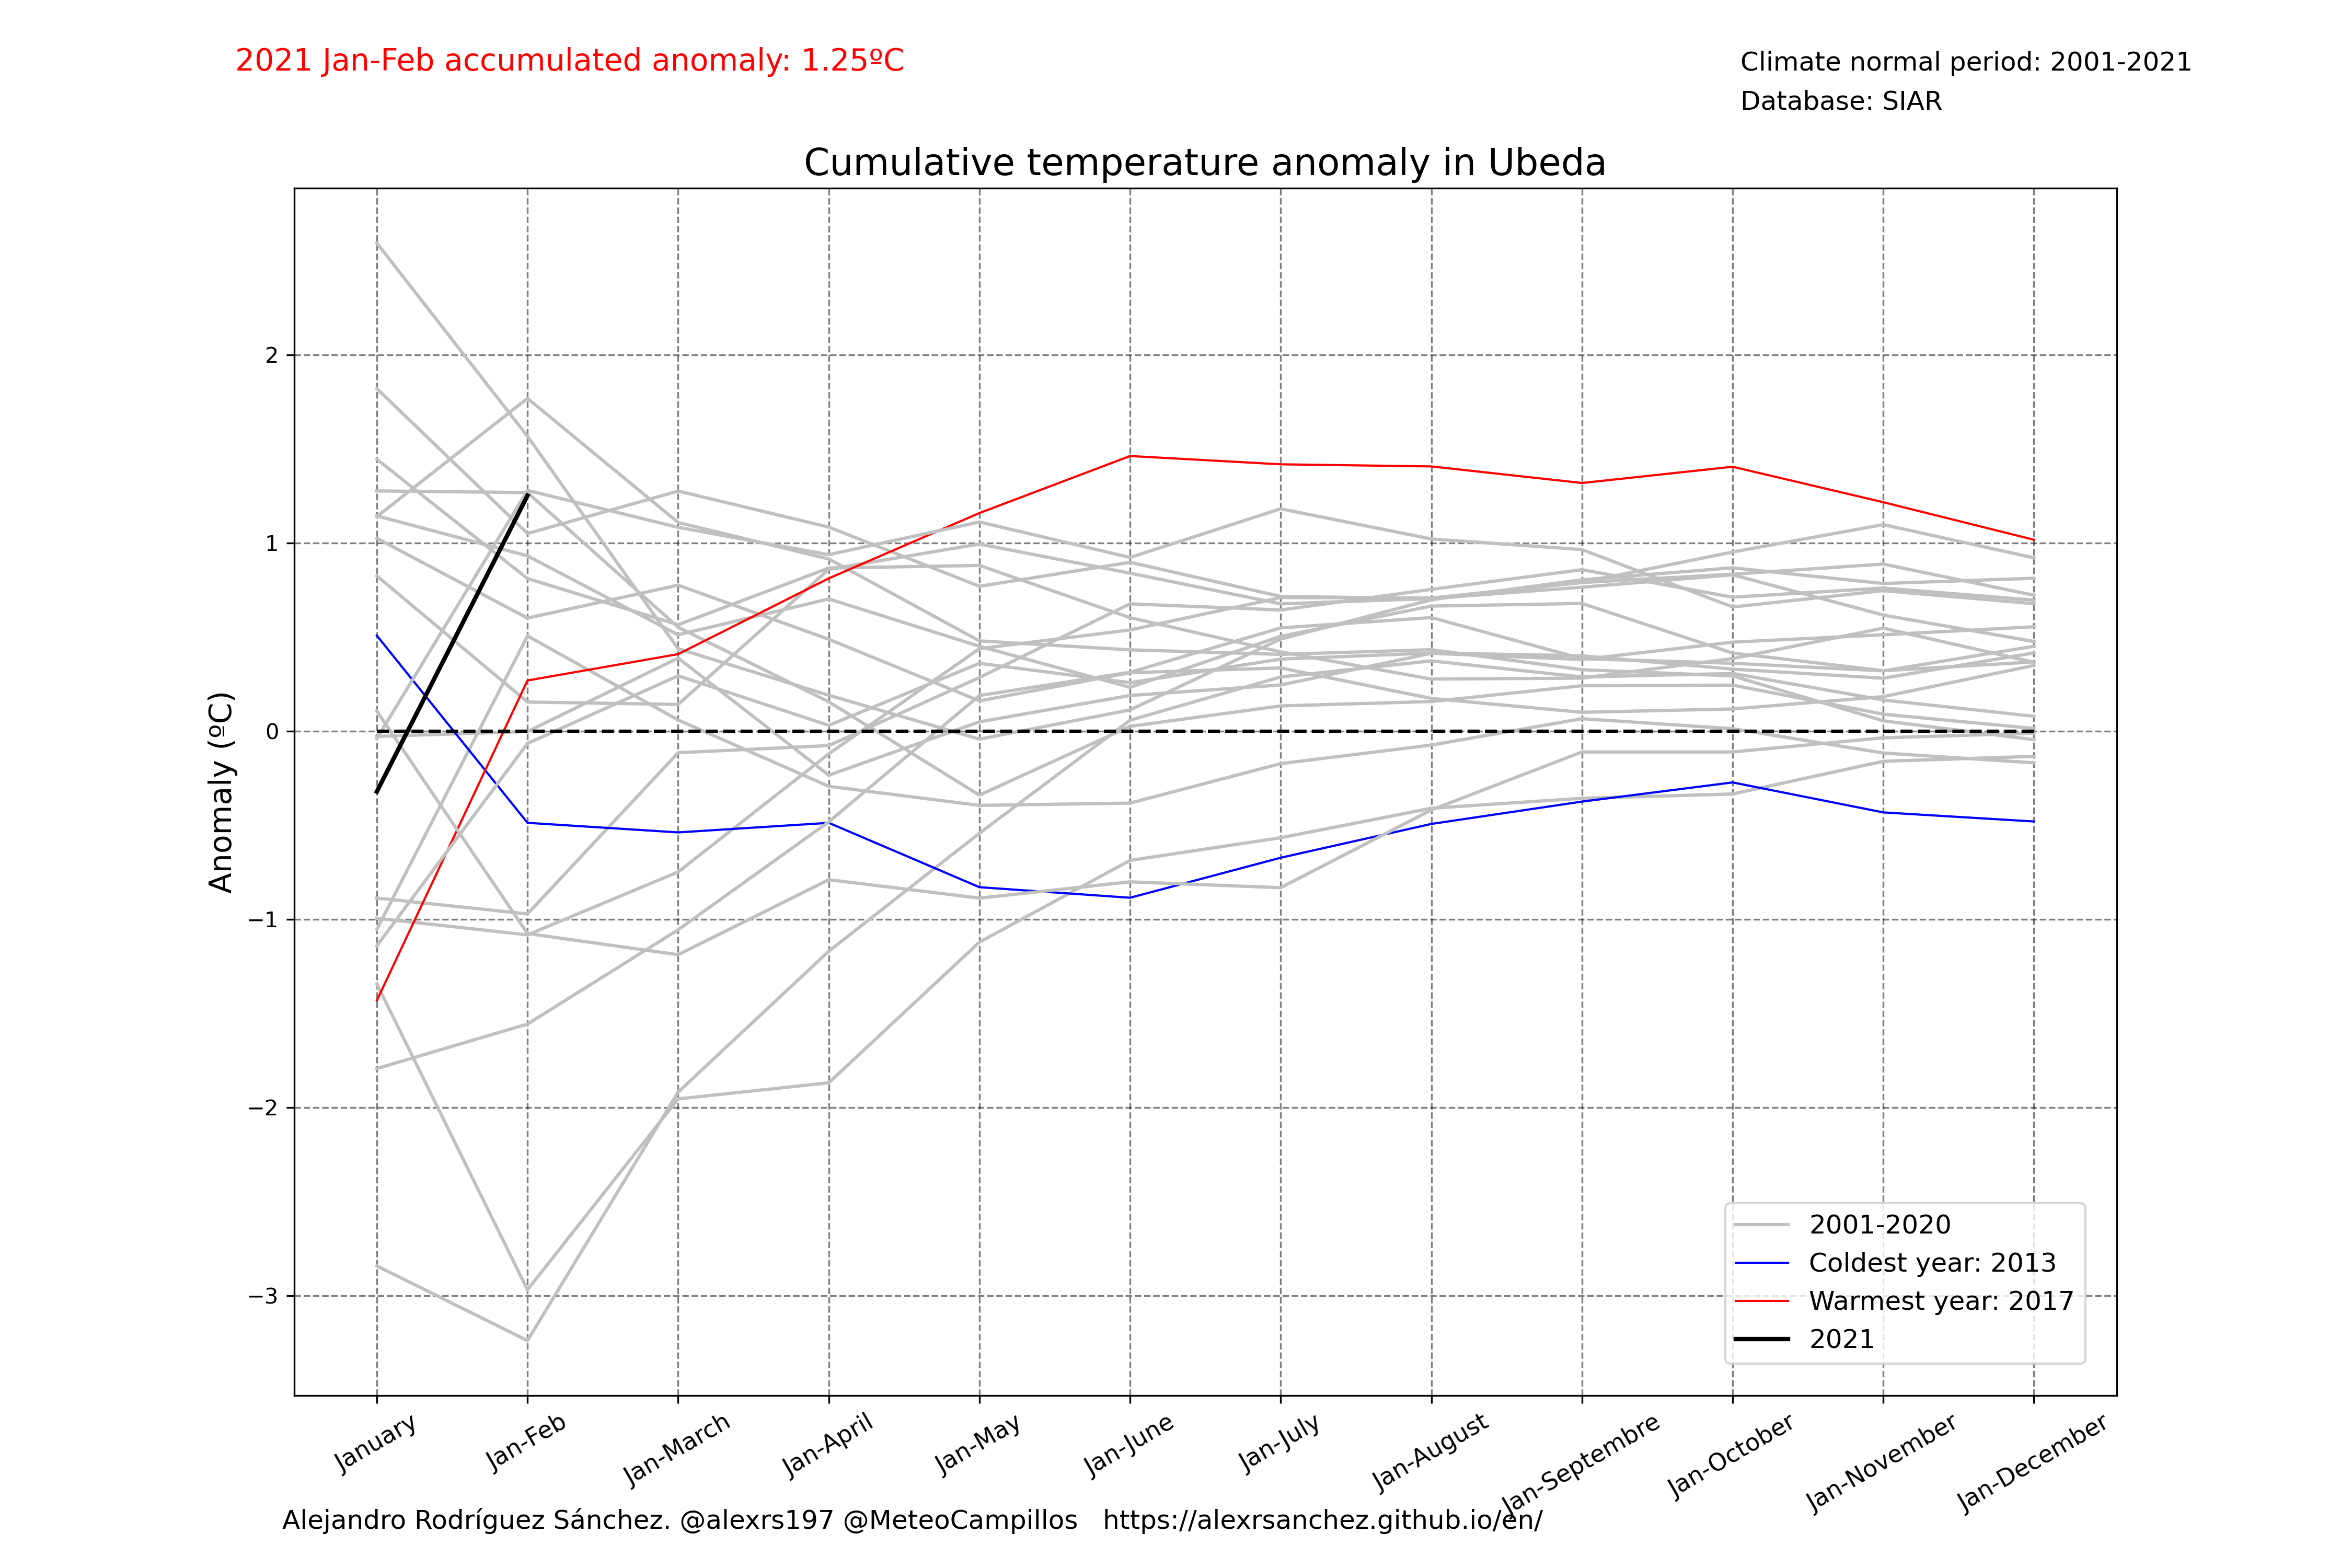 2021 Jan-Feb accumulated anomaly: 1.25ºC
Climate normal period: 2001-2021
Database: SIAR
Cumulative temperature anomaly in Ubeda
Anomaly (ºC)
2
1
0
−1
−2
−3
2001-2020
Coldest year: 2013
Warmest year: 2017
2021
January
Jan-Feb
Jan-March
Jan-April
Jan-May
Jan-June
Jan-July
Jan-August
Jan-Septembre
Jan-October
Jan-November
Jan-December
Alejandro Rodríguez Sánchez. @alexrs197 @MeteoCampillos https://alexrsanchez.github.io/en/